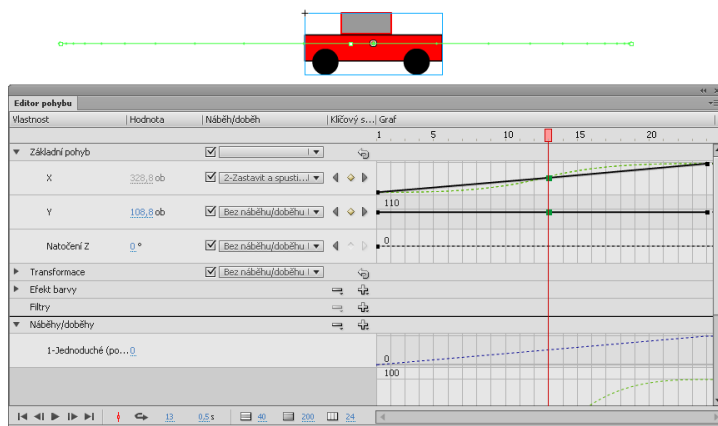 Editor pohybu
Vlastnost Hodnota Náběh/doběh Klíčový s... Graf
1 5 10 15 20
Základní pohyb
X 328,8 ob 2-Zastavit a spusti...
Y 108,8 ob Bez náběhu/doběhu 110
Natočení Z 0 ° Bez náběhu/doběhu 0
Transformace Bez náběhu/doběhu
Efekt barvy
Filtry
Náběhy/doběhy
1-Jednoduché (po... 0 0
100
13 0,5 s 40 200 24